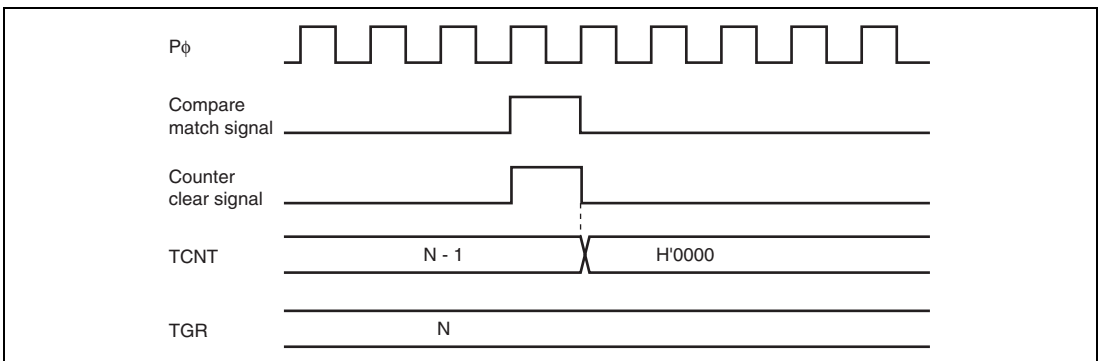 Pϕ
Compare
match signal
Counter
clear signal
TCNT
N - 1
H'0000
TGR
N